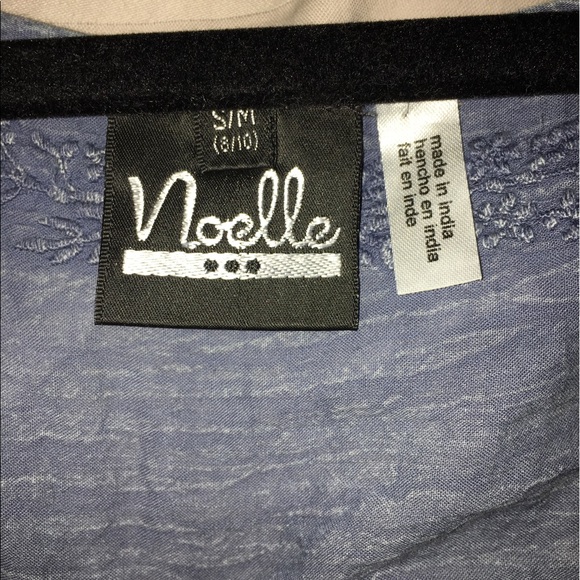 S/M
(8/10)
Noelle
made in india
hencho en india
fait en inde